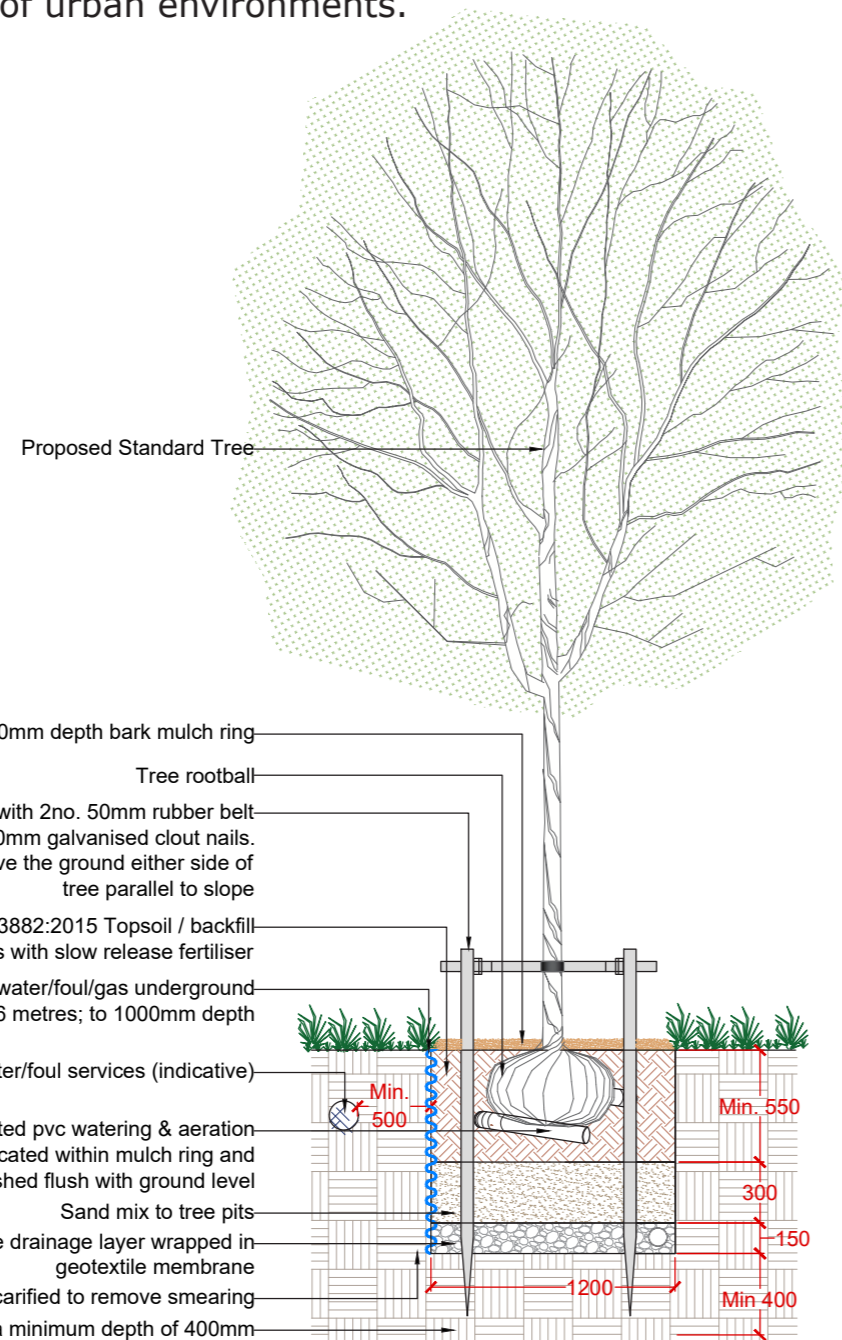 of urban environments.
Proposed Standard Tree
0mm depth bark mulch ring
Tree rootball
with 2no. 50mm rubber belt
0mm galvanised clout nails.
ve the ground either side of
tree parallel to slope
3882:2015 Topsoil / backfill
s with slow release fertiliser
water/foul/gas underground
6 metres; to 1000mm depth
ter/foul services (indicative)
Min.
500
Min. 550
ted pvc watering & aeration
cated within mulch ring and
shed flush with ground level
300
Sand mix to tree pits
e drainage layer wrapped in
geotextile membrane
150
1200
carified to remove smearing
Min 400
a minimum depth of 400mm